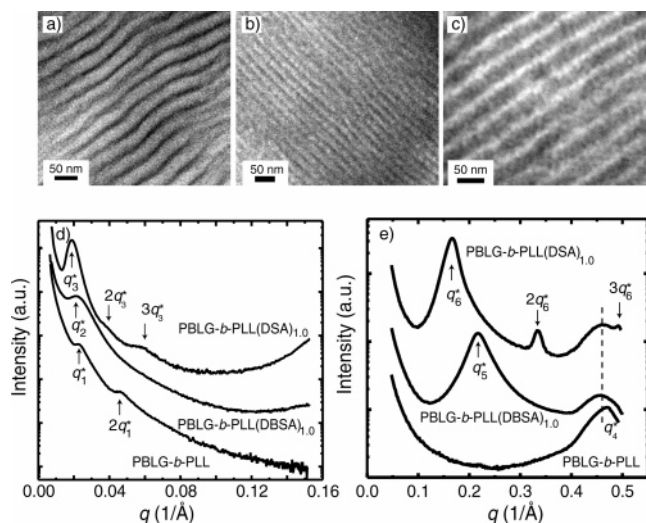 a)
b)
c)
50 nm
50 nm
50 nm
d)
Intensity (a.u.)
q*3
2q*3
3q*3
PBLG-b-PLL(DSA)1.0
q*2
q*1
2q*1
PBLG-b-PLL(DBSA)1.0
PBLG-b-PLL
0.00 0.04 0.08 0.12 0.16
q (1/Å)
e)
Intensity (a.u.)
PBLG-b-PLL(DSA)1.0
q*6
2q*6
3q*6
q*5
PBLG-b-PLL(DBSA)1.0
q*4
PBLG-b-PLL
0.0 0.1 0.2 0.3 0.4 0.5
q (1/Å)